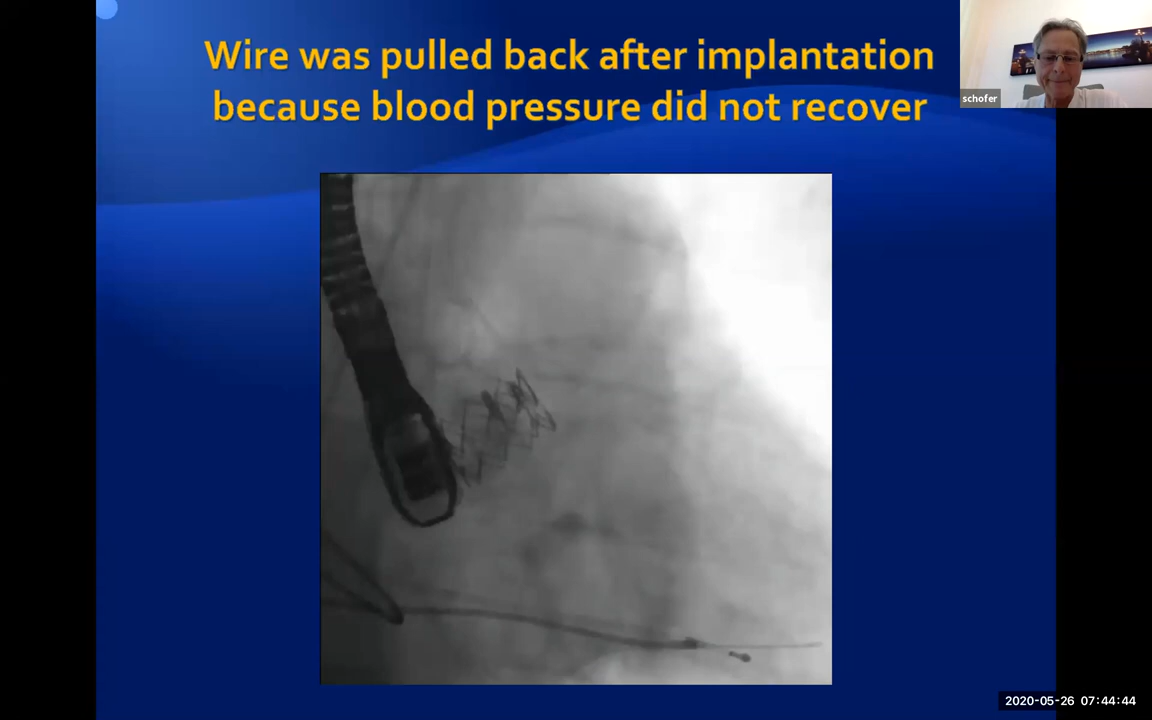 Wire was pulled back after implantation
because blood pressure did not recover
schofer
2020-05-26 07:44:44